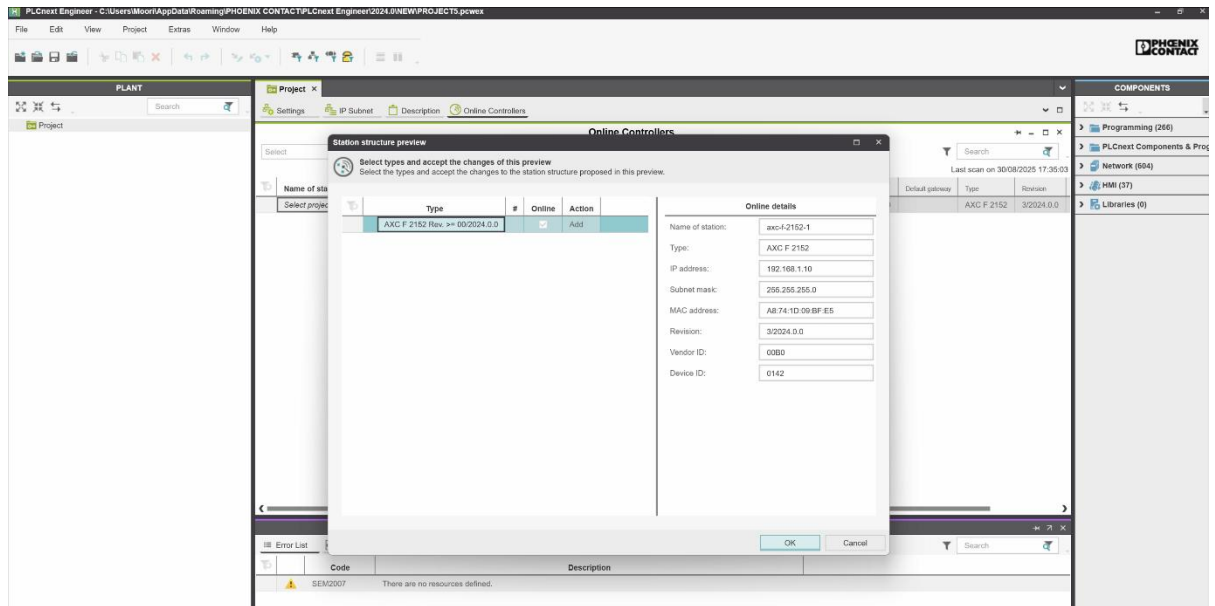 PLCnext Engineer - C:\Users\Moori\AppData\Roaming\PHOENIX CONTACT\PLCnext Engineer\2024.0\NEW\PROJECT5.pcwex
File Edit View Project Extras Window Help
PHŒNIX CONTACT
PLANT
Search
Project
Project
Settings IP Subnet Description Online Controllers
Online Controllers
Select
Search
Last scan on 30/08/2025 17:35:03
Name of sta Default gateway Type Revision
Select projec AXC F 2152 3/2024.0.0
Station structure preview
Select types and accept the changes of this preview
Select the types and accept the changes to the station structure proposed in this preview.
Type # Online Action
AXC F 2152 Rev. >= 00/2024.0.0 Add
Online details
Name of station: axc-f-2152-1
Type: AXC F 2152
IP address: 192.168.1.10
Subnet mask: 255.255.255.0
MAC address: A8:74:1D:09:BF:E5
Revision: 3/2024.0.0
Vendor ID: 00B0
Device ID: 0142
OK Cancel
Error List
Search
Code Description
SEM2007 There are no resources defined.
COMPONENTS
Programming (266)
PLCnext Components & Prog
Network (604)
HMI (37)
Libraries (0)